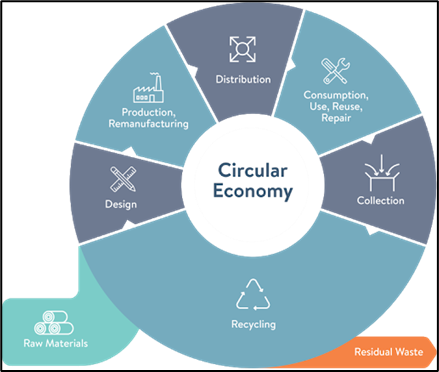 Distribution
Production,
Remanufacturing
Consumption,
Use, Reuse,
Repair
Circular
Economy
Design
Collection
Recycling
Raw Materials
Residual Waste